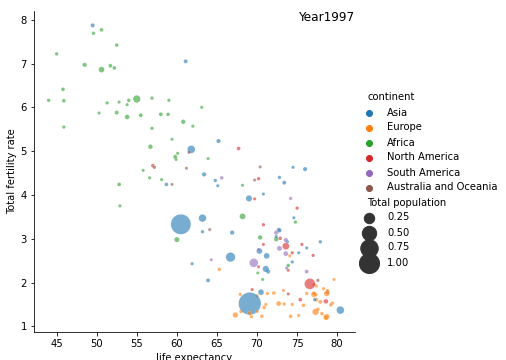 Year1997
8
7
6
5
4
3
2
1
Total fertility rate
45 50 55 60 65 70 75 80
life expectancy
continent
Asia
Europe
Africa
North America
South America
Australia and Oceania
Total population
0.25
0.50
0.75
1.00